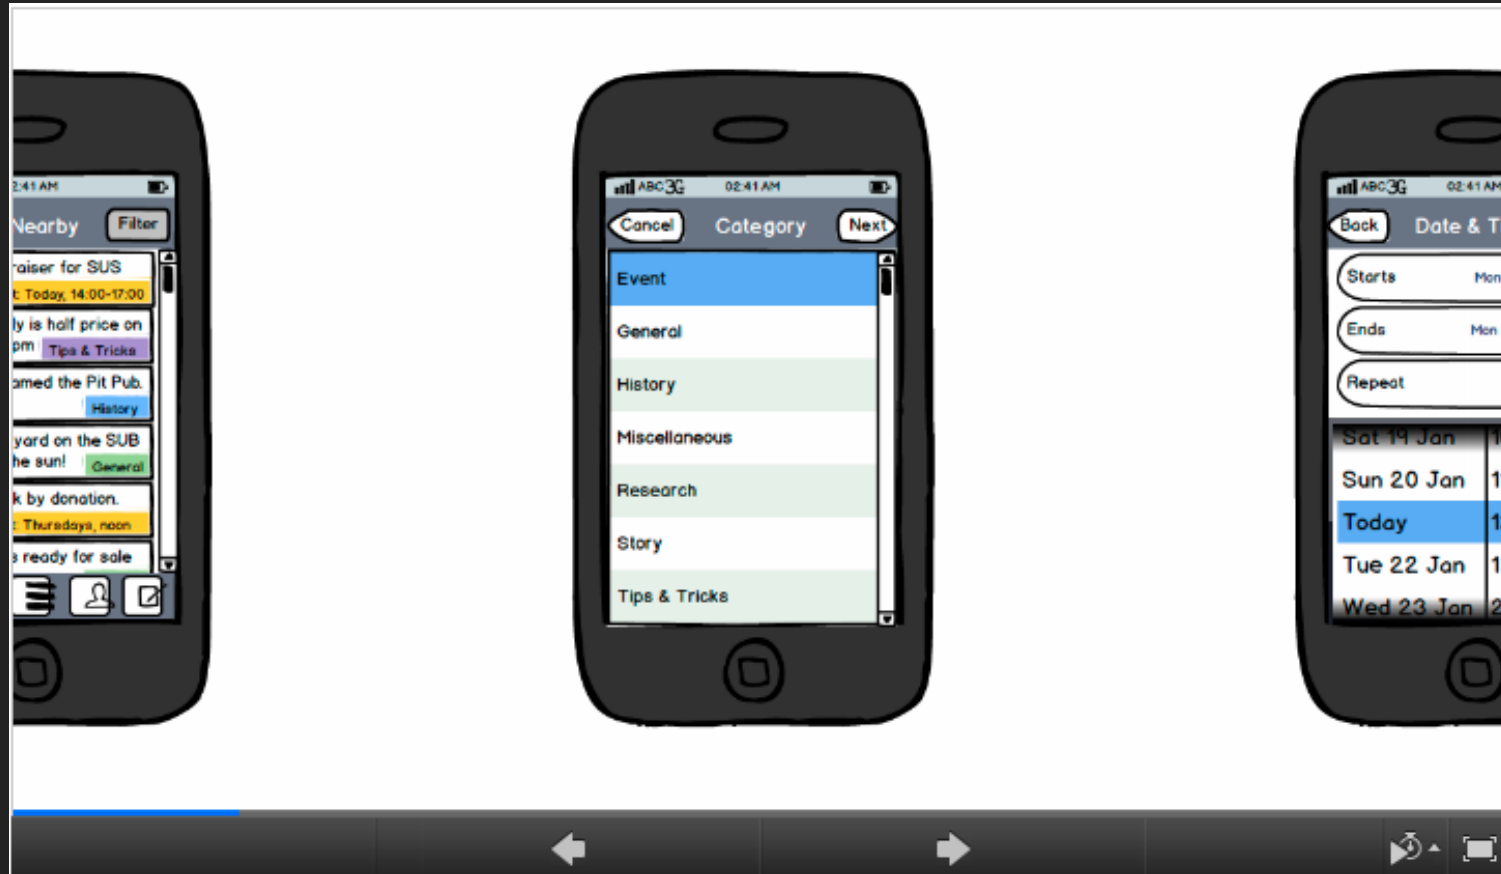 2:41 AM
Nearby
Filter
raiser for SUS
t: Today, 14:00-17:00
ly is half price on
pm
Tips & Tricks
amed the Pit Pub.
History
yard on the SUB
he sun!
General
k by donation.
: Thursdays, noon
s ready for sale
ABC 3G 02:41 AM
Cancel
Category
Next
Event
General
History
Miscellaneous
Research
Story
Tips & Tricks
ABC 3G 02:41 AM
Back
Date & Ti
Starts Mon
Ends Mon
Repeat
Sat 19 Jan
Sun 20 Jan
Today
Tue 22 Jan
Wed 23 Jan